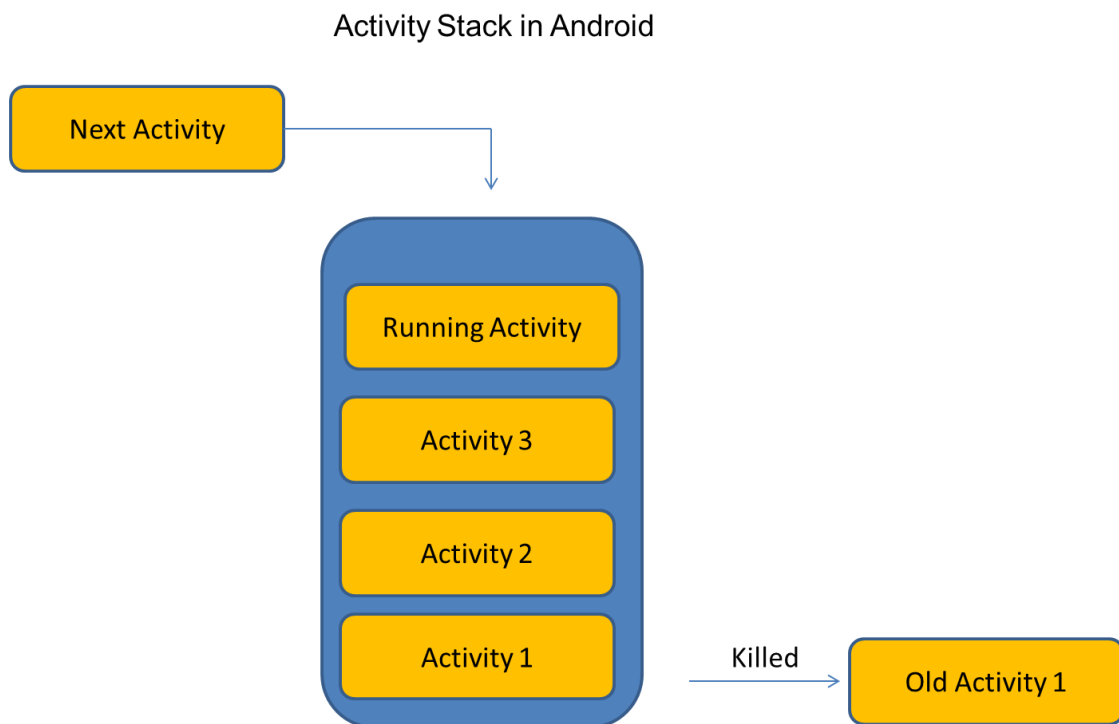 Activity Stack in Android
Next Activity
Running Activity
Activity 3
Activity 2
Activity 1
Killed
Old Activity 1